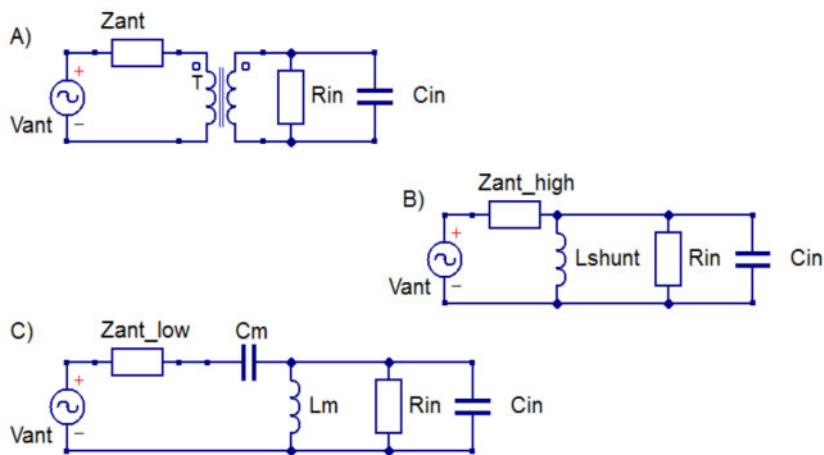 A)
Zant
+
T
Vant
−
Rin
Cin
B)
Zant_high
+
Lshunt
Rin
Cin
Vant
−
C)
Zant_low
Cm
+
Lm
Rin
Cin
Vant
−